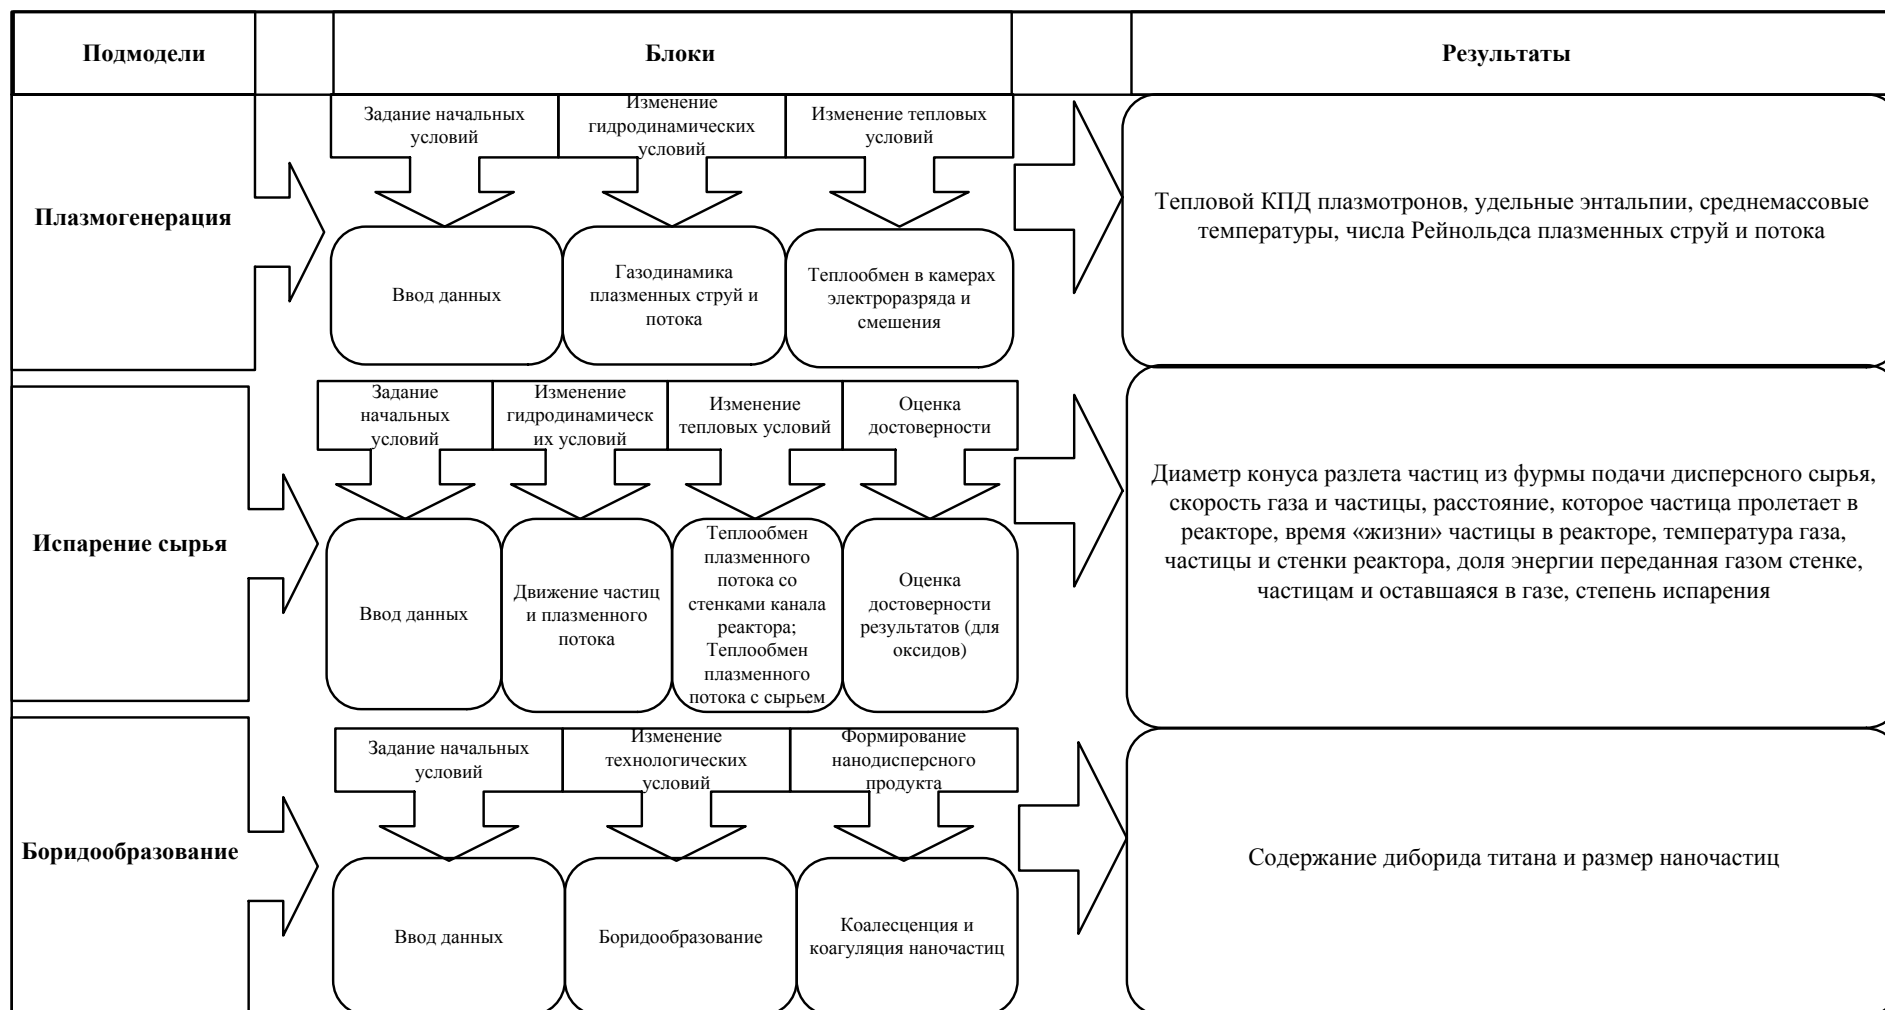 Подмодели
Блоки
Результаты
Плазмогенерация
Задание начальных
условий
Изменение
гидродинамических
условий
Изменение тепловых
условий
Ввод данных
Газодинамика
плазменных струй и
потока
Теплообмен в камерах
электроразряда и
смешения
Тепловой КПД плазмотронов, удельные энтальпии, среднемассовые
температуры, числа Рейнольдса плазменных струй и потока
Испарение сырья
Задание
начальных
условий
Изменение
гидродинамическ
их условий
Изменение
тепловых условий
Оценка
достоверности
Ввод данных
Движение частиц
и плазменного
потока
Теплообмен
плазменного
потока со
стенками канала
реактора;
Теплообмен
плазменного
потока с сырьем
Оценка
достоверности
результатов (для
оксидов)
Диаметр конуса разлета частиц из фурмы подачи дисперсного сырья,
скорость газа и частицы, расстояние, которое частица пролетает в
реакторе, время «жизни» частицы в реакторе, температура газа,
частицы и стенки реактора, доля энергии переданная газом стенке,
частицам и оставшаяся в газе, степень испарения
Боридообразование
Задание начальных
условий
Изменение
технологических
условий
Формирование
нанодисперсного
продукта
Ввод данных
Боридообразование
Коалесценция и
коагуляция наночастиц
Содержание диборида титана и размер наночастиц